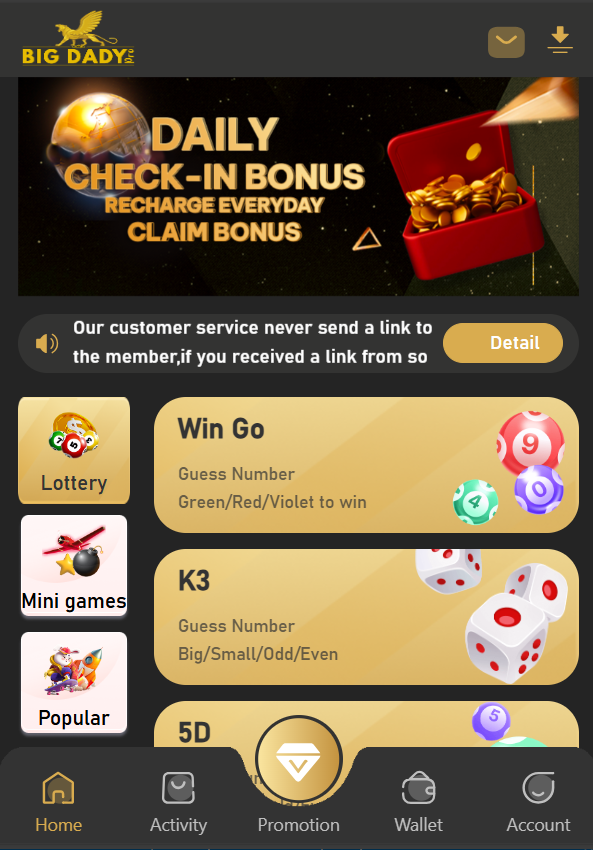 BIG DADY
Pro
DAILY
CHECK-IN BONUS
RECHARGE EVERYDAY
CLAIM BONUS
Our customer service never send a link to
the member,if you received a link from so
Detail
Lottery
Mini games
Popular
Win Go
Guess Number
Green/Red/Violet to win
9
4
0
K3
Guess Number
Big/Small/Odd/Even
5D
5
Home
Activity
Promotion
Wallet
Account